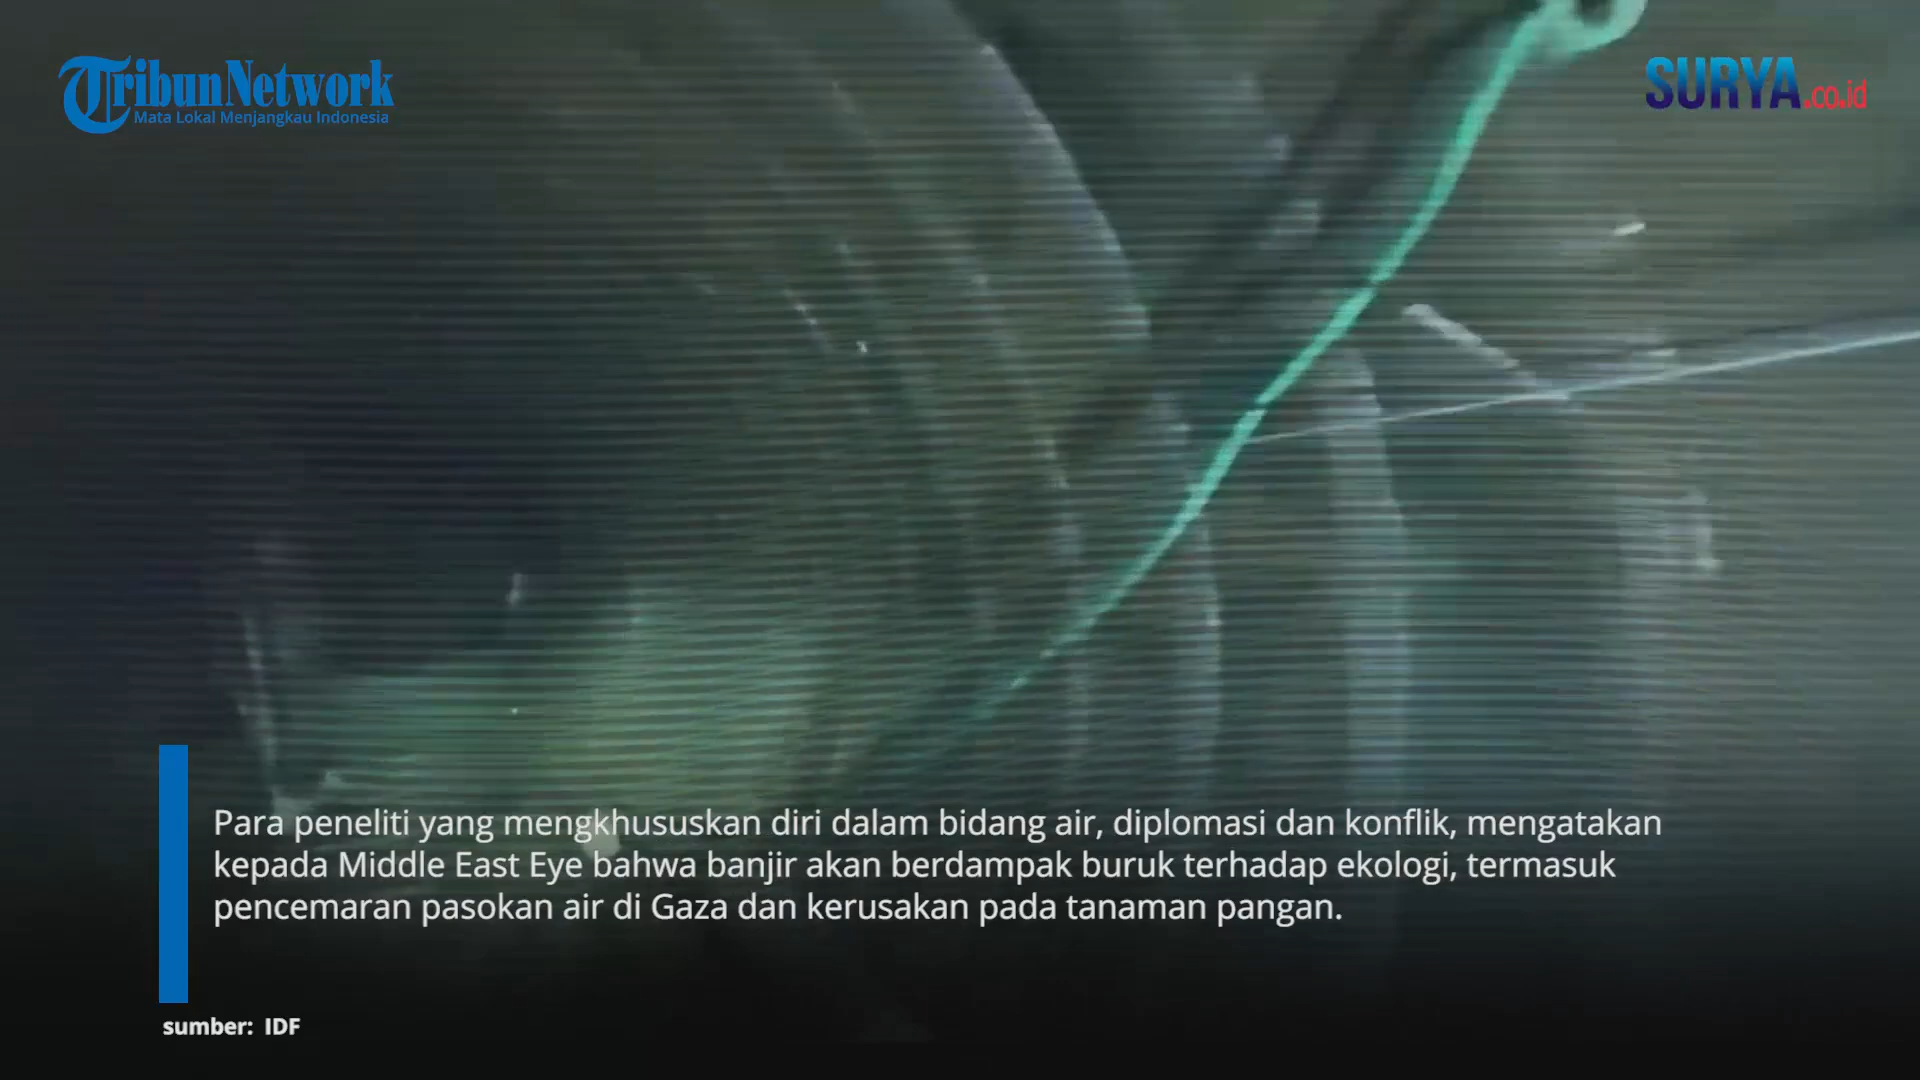 TribunNetwork
Mata Lokal Menjangkau Indonesia
SURYA.co.id
Para peneliti yang mengkhususkan diri dalam bidang air, diplomasi dan konflik, mengatakan
kepada Middle East Eye bahwa banjir akan berdampak buruk terhadap ekologi, termasuk
pencemaran pasokan air di Gaza dan kerusakan pada tanaman pangan.
sumber: IDF